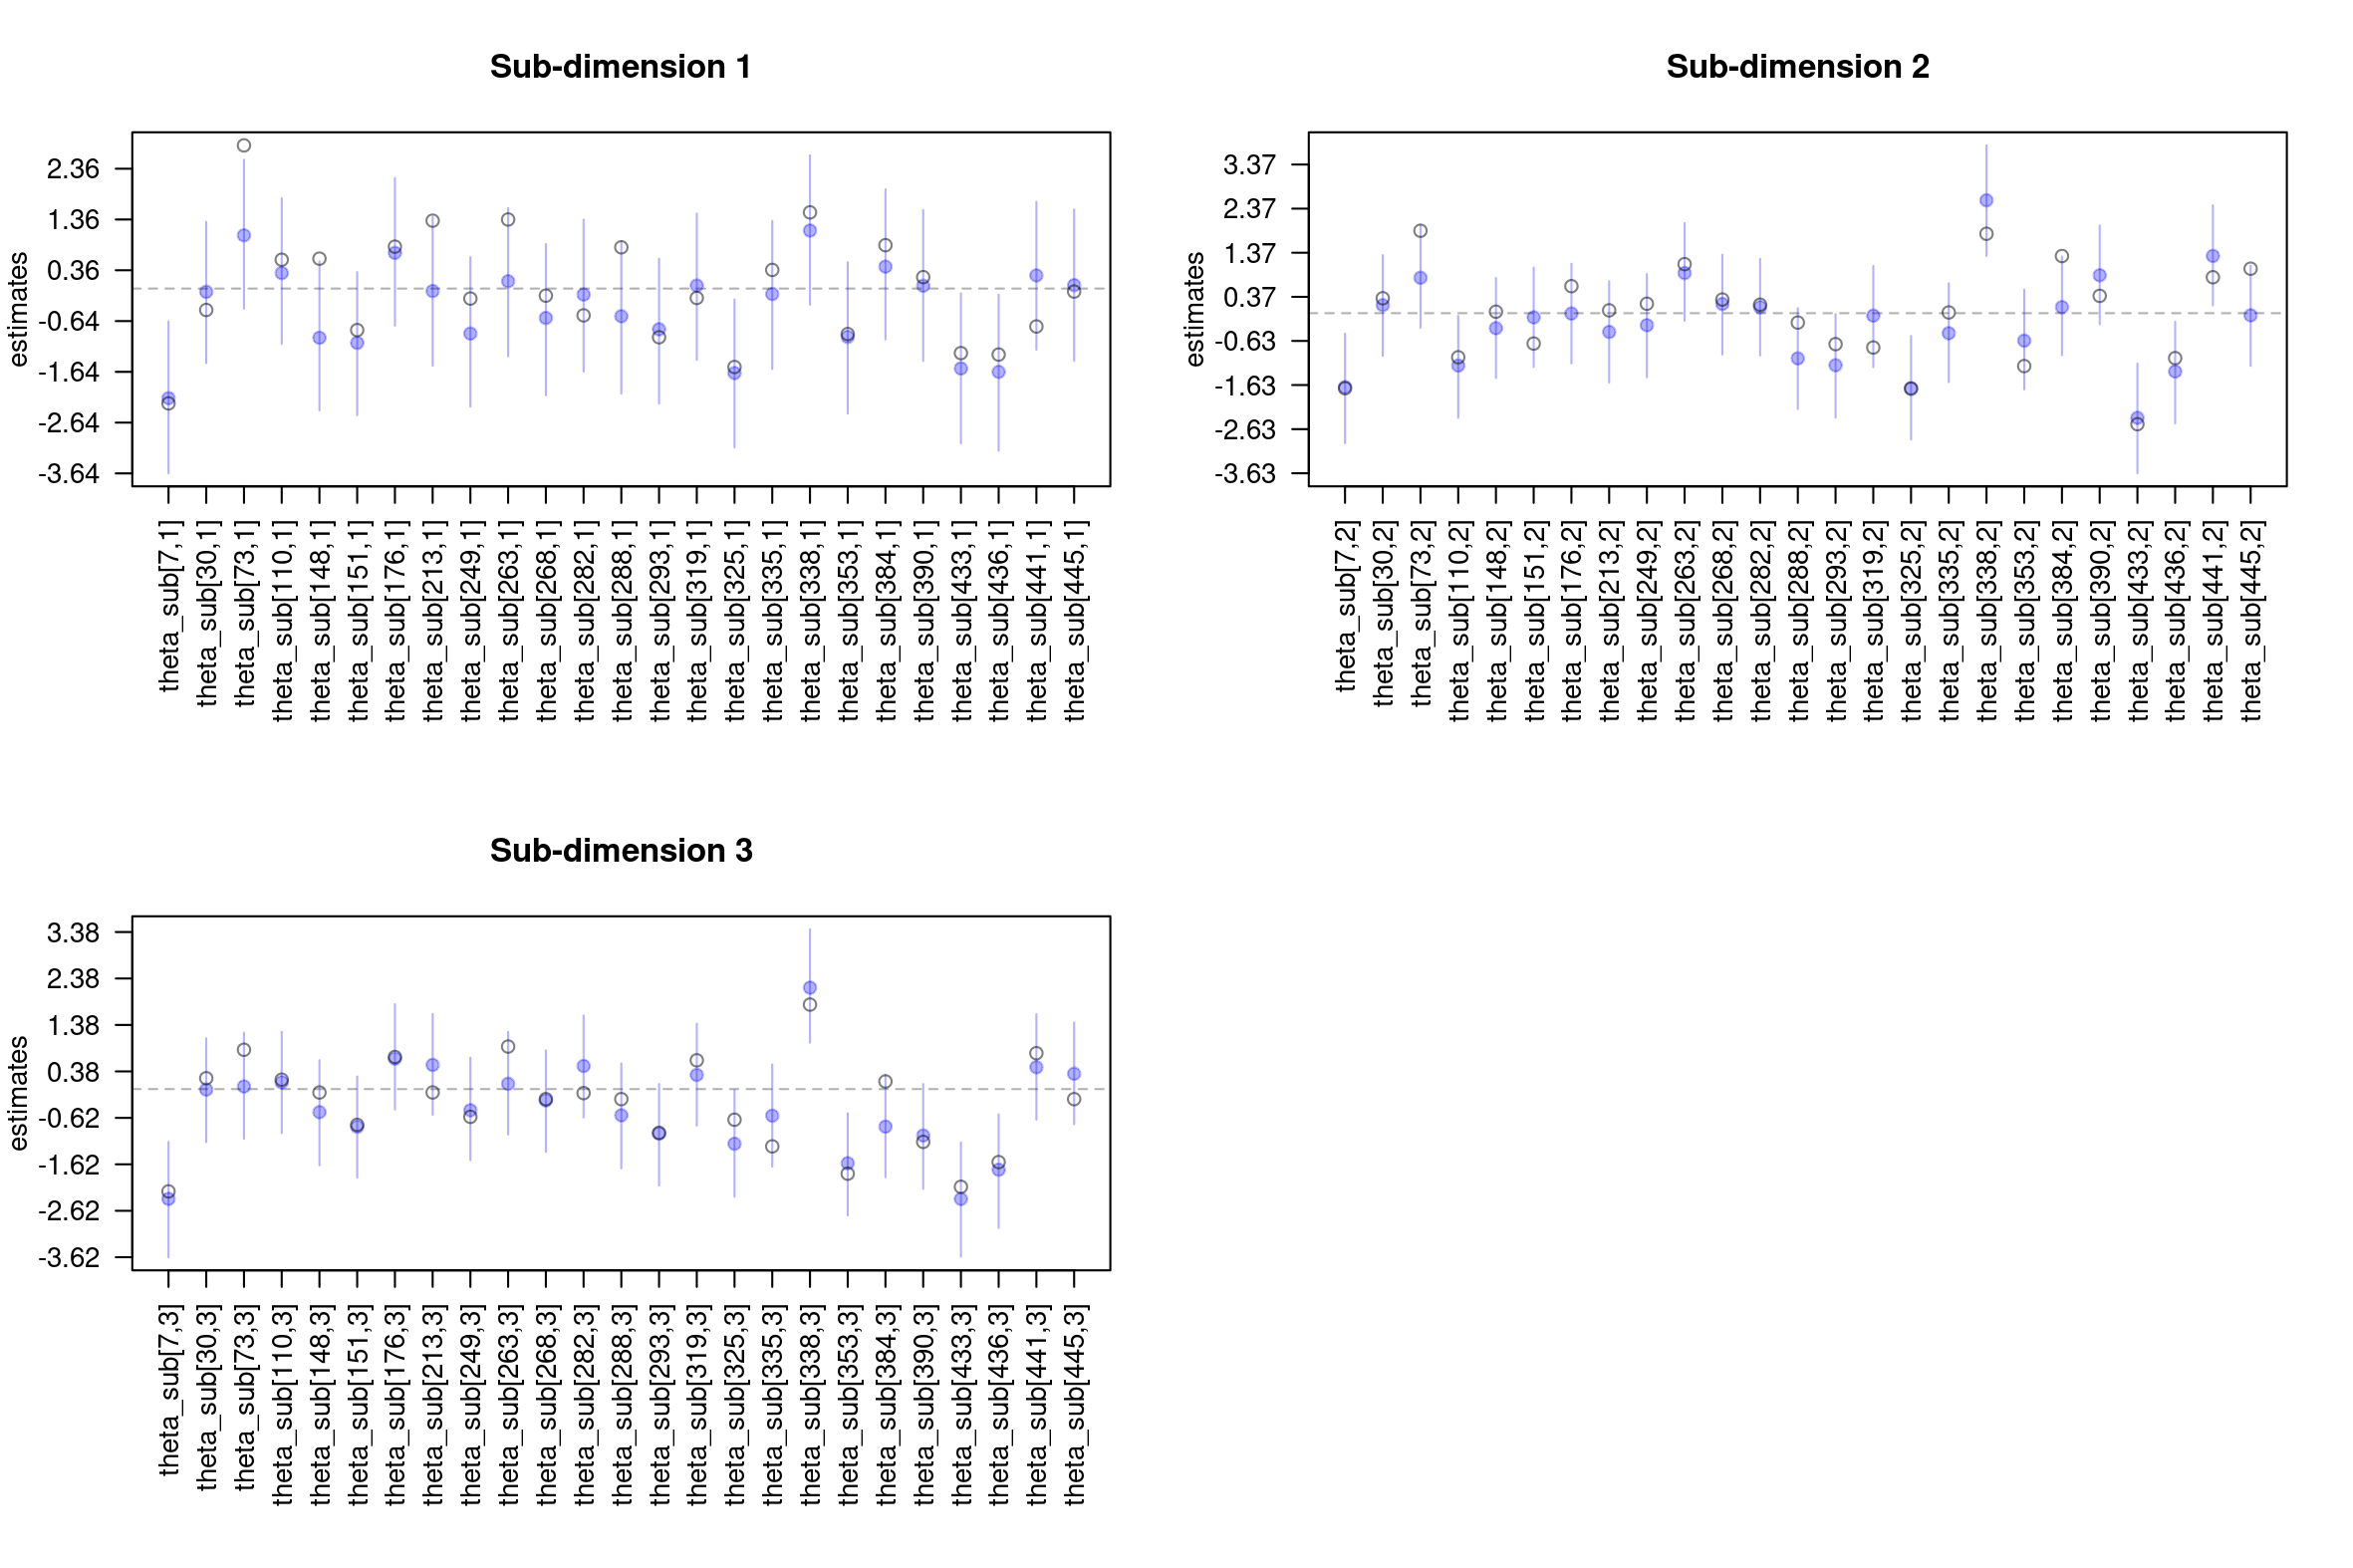 Sub-dimension 1
estimates
2.36
1.36
0.36
-0.64
-1.64
-2.64
-3.64
theta_sub[7,1]
theta_sub[30,1]
theta_sub[73,1]
theta_sub[110,1]
theta_sub[148,1]
theta_sub[151,1]
theta_sub[176,1]
theta_sub[213,1]
theta_sub[249,1]
theta_sub[263,1]
theta_sub[268,1]
theta_sub[282,1]
theta_sub[288,1]
theta_sub[293,1]
theta_sub[319,1]
theta_sub[325,1]
theta_sub[335,1]
theta_sub[338,1]
theta_sub[353,1]
theta_sub[384,1]
theta_sub[390,1]
theta_sub[433,1]
theta_sub[436,1]
theta_sub[441,1]
theta_sub[445,1]
Sub-dimension 2
estimates
3.37
2.37
1.37
0.37
-0.63
-1.63
-2.63
-3.63
theta_sub[7,2]
theta_sub[30,2]
theta_sub[73,2]
theta_sub[110,2]
theta_sub[148,2]
theta_sub[151,2]
theta_sub[176,2]
theta_sub[213,2]
theta_sub[249,2]
theta_sub[263,2]
theta_sub[268,2]
theta_sub[282,2]
theta_sub[288,2]
theta_sub[293,2]
theta_sub[319,2]
theta_sub[325,2]
theta_sub[335,2]
theta_sub[338,2]
theta_sub[353,2]
theta_sub[384,2]
theta_sub[390,2]
theta_sub[433,2]
theta_sub[436,2]
theta_sub[441,2]
theta_sub[445,2]
Sub-dimension 3
estimates
3.38
2.38
1.38
0.38
-0.62
-1.62
-2.62
-3.62
theta_sub[7,3]
theta_sub[30,3]
theta_sub[73,3]
theta_sub[110,3]
theta_sub[148,3]
theta_sub[151,3]
theta_sub[176,3]
theta_sub[213,3]
theta_sub[249,3]
theta_sub[263,3]
theta_sub[268,3]
theta_sub[282,3]
theta_sub[288,3]
theta_sub[293,3]
theta_sub[319,3]
theta_sub[325,3]
theta_sub[335,3]
theta_sub[338,3]
theta_sub[353,3]
theta_sub[384,3]
theta_sub[390,3]
theta_sub[433,3]
theta_sub[436,3]
theta_sub[441,3]
theta_sub[445,3]